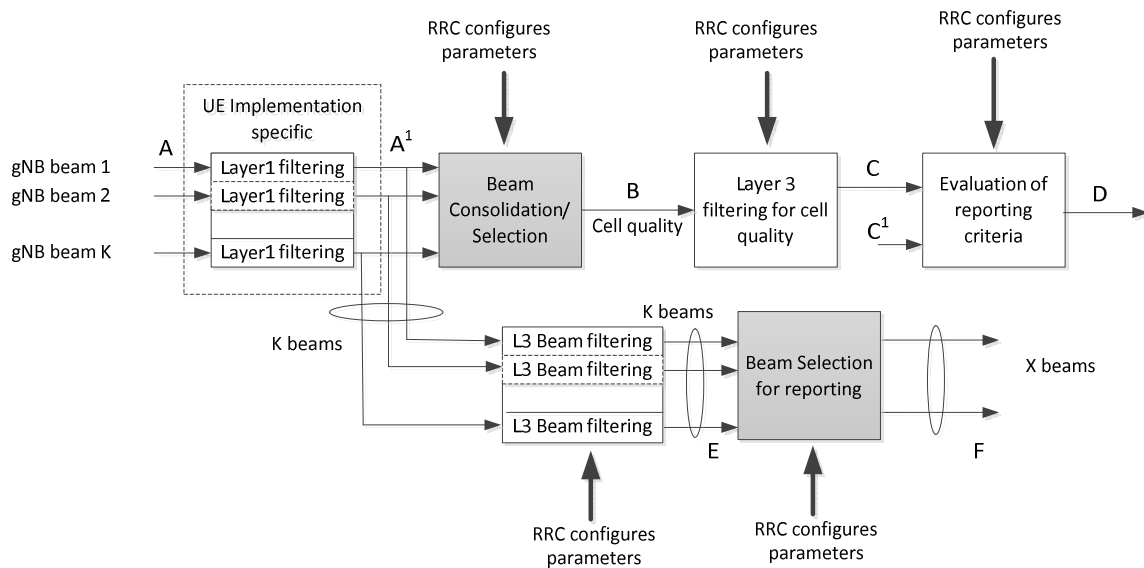 RRC configures
parameters
RRC configures
parameters
RRC configures
parameters
UE Implementation
specific
A
A¹
gNB beam 1
Layer1 filtering
gNB beam 2
Layer1 filtering
gNB beam K
Layer1 filtering
Beam
Consolidation/
Selection
B
Cell quality
Layer 3
filtering for cell
quality
C
C¹
Evaluation of
reporting
criteria
D
K beams
L3 Beam filtering
L3 Beam filtering
L3 Beam filtering
K beams
E
Beam Selection
for reporting
X beams
F
RRC configures
parameters
RRC configures
parameters